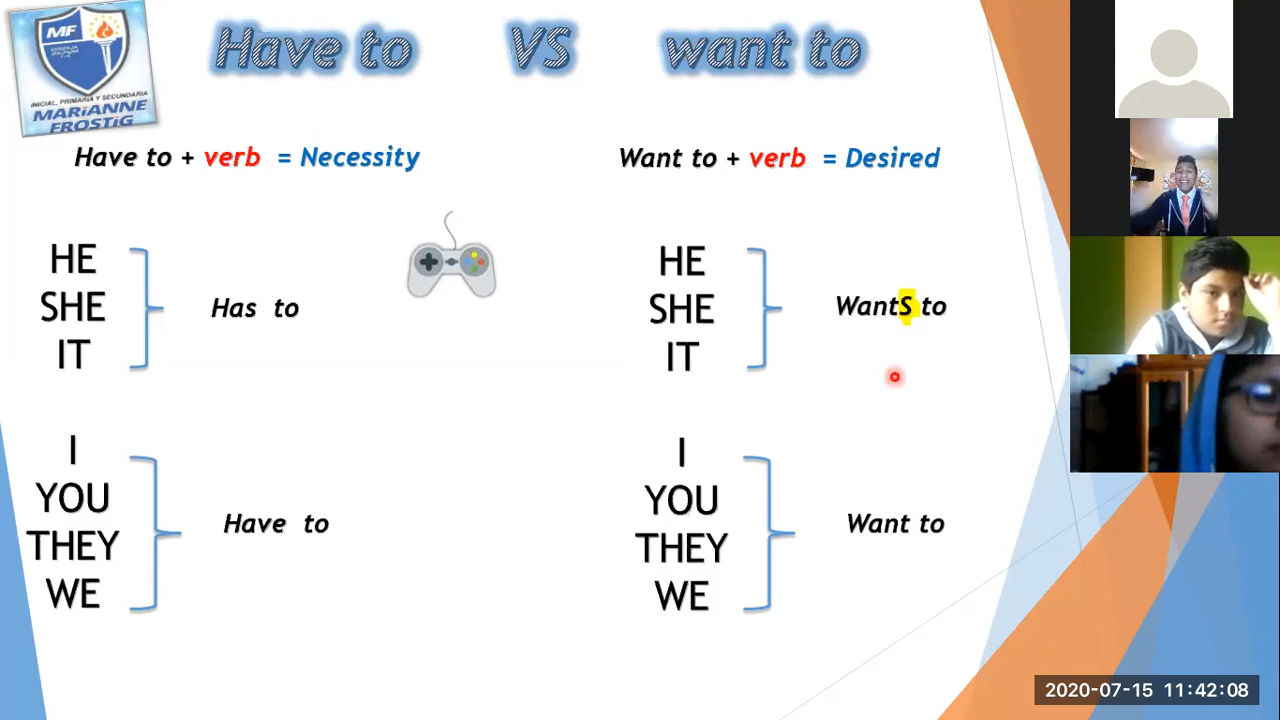 MF
INICIAL, PRIMARIA Y SECUNDARIA
MARIANNE
FROSTIG
Have to VS want to
Have to + verb = Necessity
HE
SHE
IT
Has to
I
YOU
THEY
WE
Have to
Want to + verb = Desired
HE
SHE
IT
WantS to
I
YOU
THEY
WE
Want to
2020-07-15 11:42:08